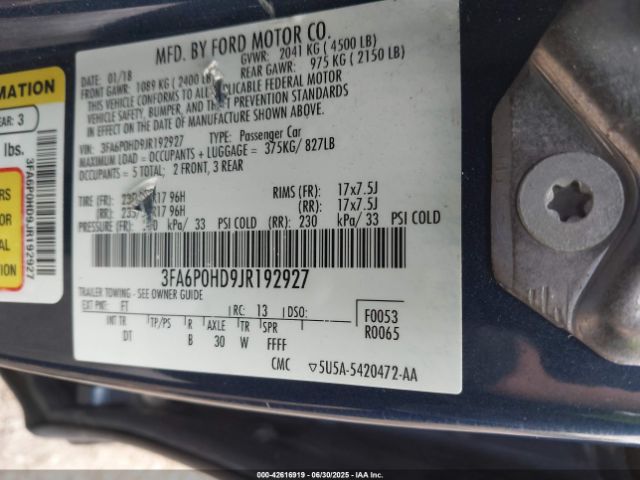 MFD. BY FORD MOTOR CO.
DATE: 01/18 GVWR: 2041 KG ( 4500 LB)
FRONT GAWR: 1089 KG ( 2400 LB) REAR GAWR: 975 KG ( 2150 LB)
THIS VEHICLE CONFORMS TO ALL APPLICABLE FEDERAL MOTOR
VEHICLE SAFETY, BUMPER, AND THEFT PREVENTION STANDARDS
IN EFFECT ON THE DATE OF MANUFACTURE SHOWN ABOVE.
VIN: 3FA6P0HD9JR192927 TYPE: Passenger Car
MAXIMUM LOAD = OCCUPANTS + LUGGAGE = 375KG/ 827LB
OCCUPANTS = 5 TOTAL; 2 FRONT, 3 REAR
TIRE (FR): R17 96H RIMS (FR): 17x7.5J
(RR): R17 96H (RR): 17x7.5J
PRESSURE (FR): kPa/ 33 PSI COLD (RR): 230 kPa/ 33 PSI COLD
3FA6P0HD9JR192927
TRAILER TOWING - SEE OWNER GUIDE
EXT PNT: FT RC: 13 DSO: F0053
R0065
INT TR TP/PS R AXLE TR SPR
DT B 30 W FFFF
CMC ▽5U5A-5420472-AA
MATION
EAR: 3
lbs.
3FA6P0HD9JR192927
ERS
OR
S
00-42616919 / 06/30/2025 / IAAI.COM